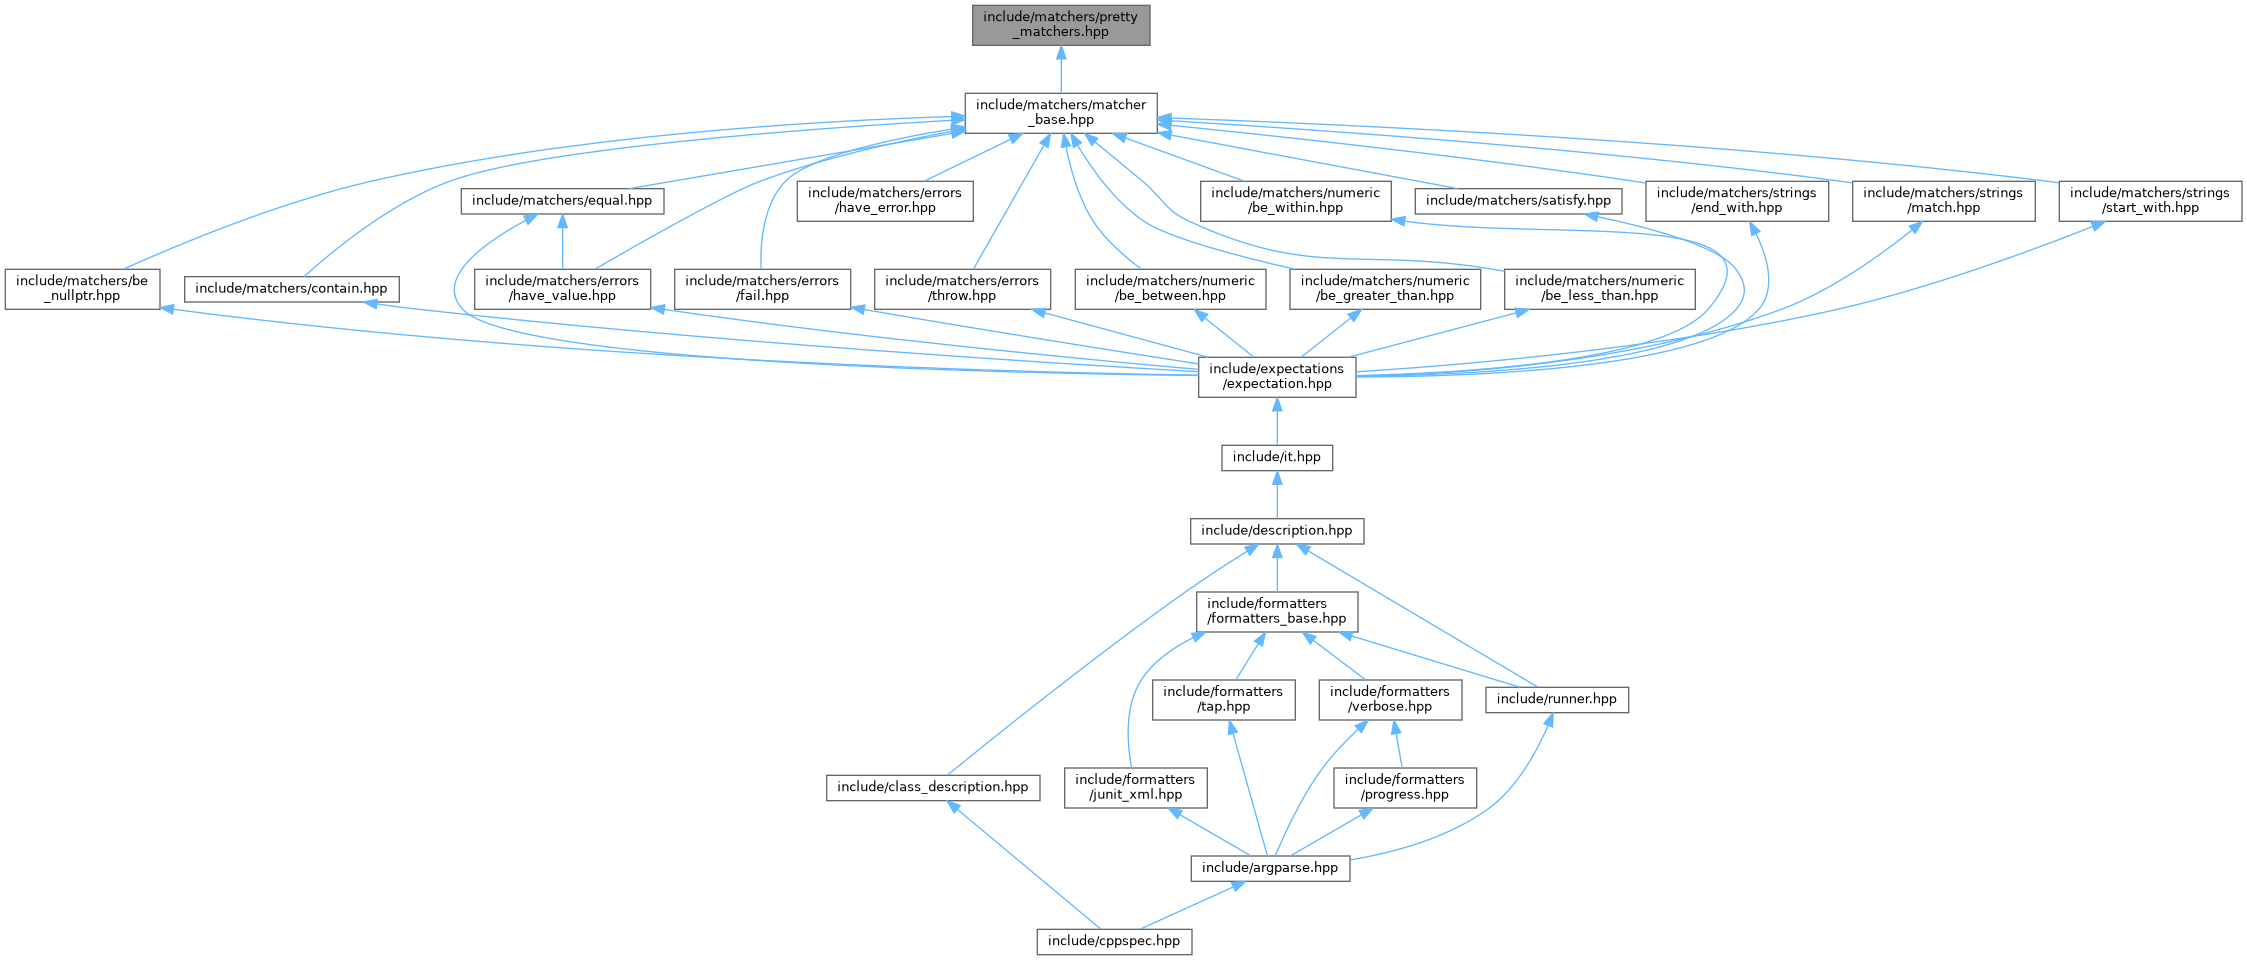 include/matchers/pretty
_matchers.hpp
include/matchers/matcher
_base.hpp
include/matchers/equal.hpp
include/matchers/errors
/have_error.hpp
include/matchers/numeric
/be_within.hpp
include/matchers/satisfy.hpp
include/matchers/strings
/end_with.hpp
include/matchers/strings
/match.hpp
include/matchers/strings
/start_with.hpp
include/matchers/be
_nullptr.hpp
include/matchers/contain.hpp
include/matchers/errors
/have_value.hpp
include/matchers/errors
/fail.hpp
include/matchers/errors
/throw.hpp
include/matchers/numeric
/be_between.hpp
include/matchers/numeric
/be_greater_than.hpp
include/matchers/numeric
/be_less_than.hpp
include/expectations
/expectation.hpp
include/it.hpp
include/description.hpp
include/formatters
/formatters_base.hpp
include/formatters
/tap.hpp
include/formatters
/verbose.hpp
include/runner.hpp
include/class_description.hpp
include/formatters
/junit_xml.hpp
include/formatters
/progress.hpp
include/argparse.hpp
include/cppspec.hpp